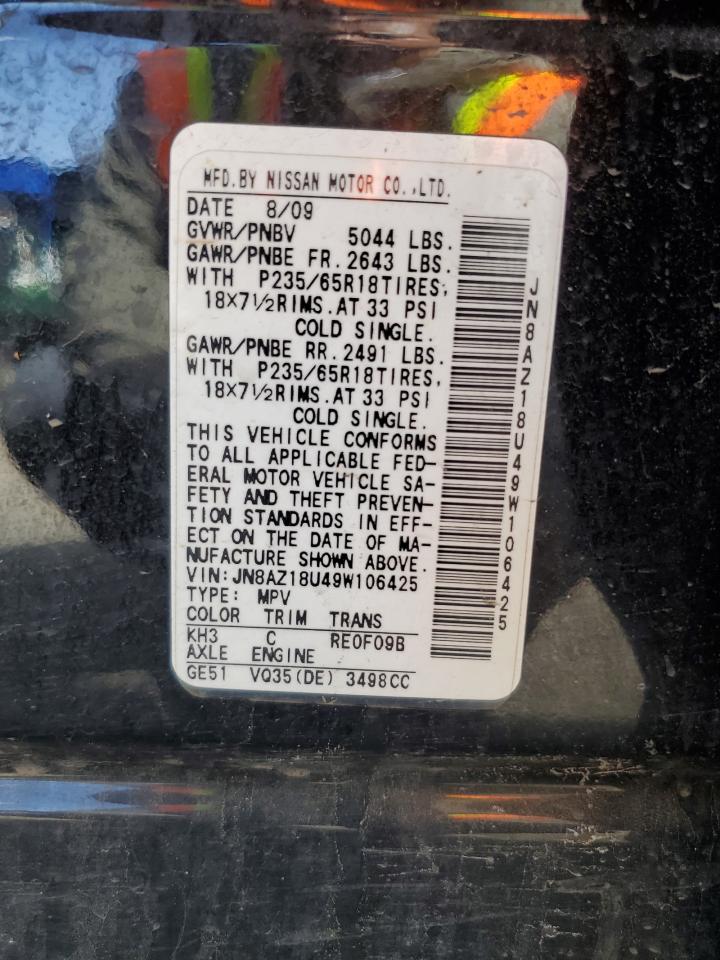 MFD.BY NISSAN MOTOR CO.,LTD.
DATE 8/09
GVWR/PNBV 5044 LBS.
GAWR/PNBE FR. 2643 LBS.
WITH P235/65R18TIRES,
18X7½RIMS.AT 33 PSI
COLD SINGLE.
GAWR/PNBE RR. 2491 LBS.
WITH P235/65R18TIRES,
18X7½RIMS.AT 33 PSI
COLD SINGLE.
THIS VEHICLE CONFORMS
TO ALL APPLICABLE FED-
ERAL MOTOR VEHICLE SA-
FETY AND THEFT PREVEN-
TION STANDARDS IN EFF-
ECT ON THE DATE OF MA-
NUFACTURE SHOWN ABOVE.
VIN:JN8AZ18U49W106425
TYPE: MPV
COLOR TRIM TRANS
KH3 C RE0F09B
AXLE ENGINE
GE51 VQ35(DE) 3498CC
JN8AZ18U49W106425